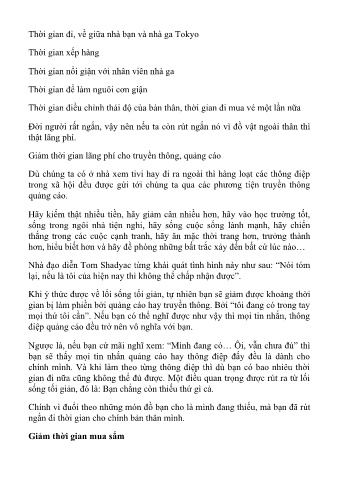 Thời gian đi, về giữa nhà bạn và nhà ga Tokyo
Thời gian xếp hàng
Thời gian nổi giận với nhân viên nhà ga
Thời gian để làm nguôi cơn giận
Thời gian điều chỉnh thái độ của bản thân, thời gian đi mua vé một lần nữa
Đời người rất ngắn, vậy nên nếu ta còn rút ngắn nó vì đồ vật ngoài thân thì
thật lãng phí.
Giảm thời gian lãng phí cho truyền thông, quảng cáo
Dù chúng ta có ở nhà xem tivi hay đi ra ngoài thì hàng loạt các thông điệp
trong xã hội đều được gửi tới chúng ta qua các phương tiện truyền thông
quảng cáo.
Hãy kiếm thật nhiều tiền, hãy giảm cân nhiều hơn, hãy vào học trường tốt,
sống trong ngôi nhà tiện nghi, hãy sống cuộc sống lành mạnh, hãy chiến
thắng trong các cuộc cạnh tranh, hãy ăn mặc thời trang hơn, trưởng thành
hơn, hiểu biết hơn và hãy đề phòng những bất trắc xảy đến bất cứ lúc nào…
Nhà đạo diễn Tom Shadyac từng khái quát tình hình này như sau: “Nói tóm
lại, nếu là tôi của hiện nay thì không thể chấp nhận được”.
Khi ý thức được về lối sống tối giản, tự nhiên bạn sẽ giảm được khoảng thời
gian bị làm phiền bởi quảng cáo hay truyền thông. Bởi “tôi đang có trong tay
mọi thứ tôi cần”. Nếu bạn có thể nghĩ được như vậy thì mọi tin nhắn, thông
điệp quảng cáo đều trở nên vô nghĩa với bạn.
Ngược lại, nếu bạn cứ mãi nghĩ xem: “Mình đang có… Ôi, vẫn chưa đủ” thì
bạn sẽ thấy mọi tin nhắn quảng cáo hay thông điệp đấy đều là dành cho
chính mình. Và khi làm theo từng thông điệp thì dù bạn có bao nhiêu thời
gian đi nữa cũng không thể đủ được. Một điều quan trọng được rút ra từ lối
sống tối giản, đó là: Bạn chẳng còn thiếu thứ gì cả.
Chính vì đuổi theo những món đồ bạn cho là mình đang thiếu, mà bạn đã rút
ngắn đi thời gian cho chính bản thân mình.
Giảm thời gian mua sắm